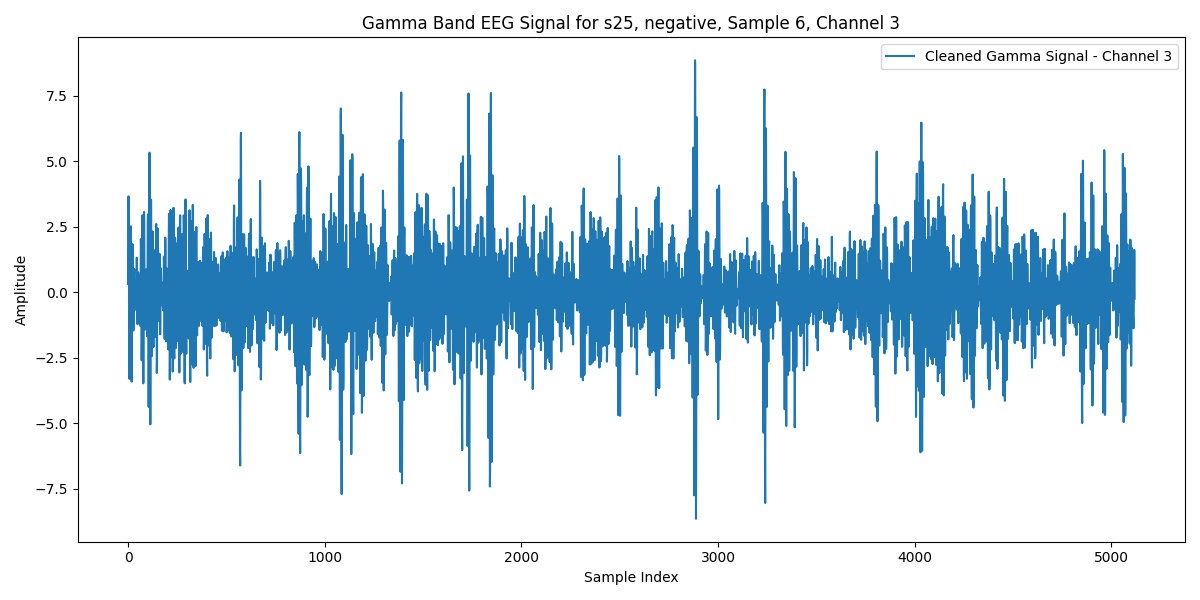 Gamma Band EEG Signal for s25, negative, Sample 6, Channel 3
Cleaned Gamma Signal - Channel 3
Amplitude
7.5
5.0
2.5
0.0
−2.5
−5.0
−7.5
0 1000 2000 3000 4000 5000
Sample Index